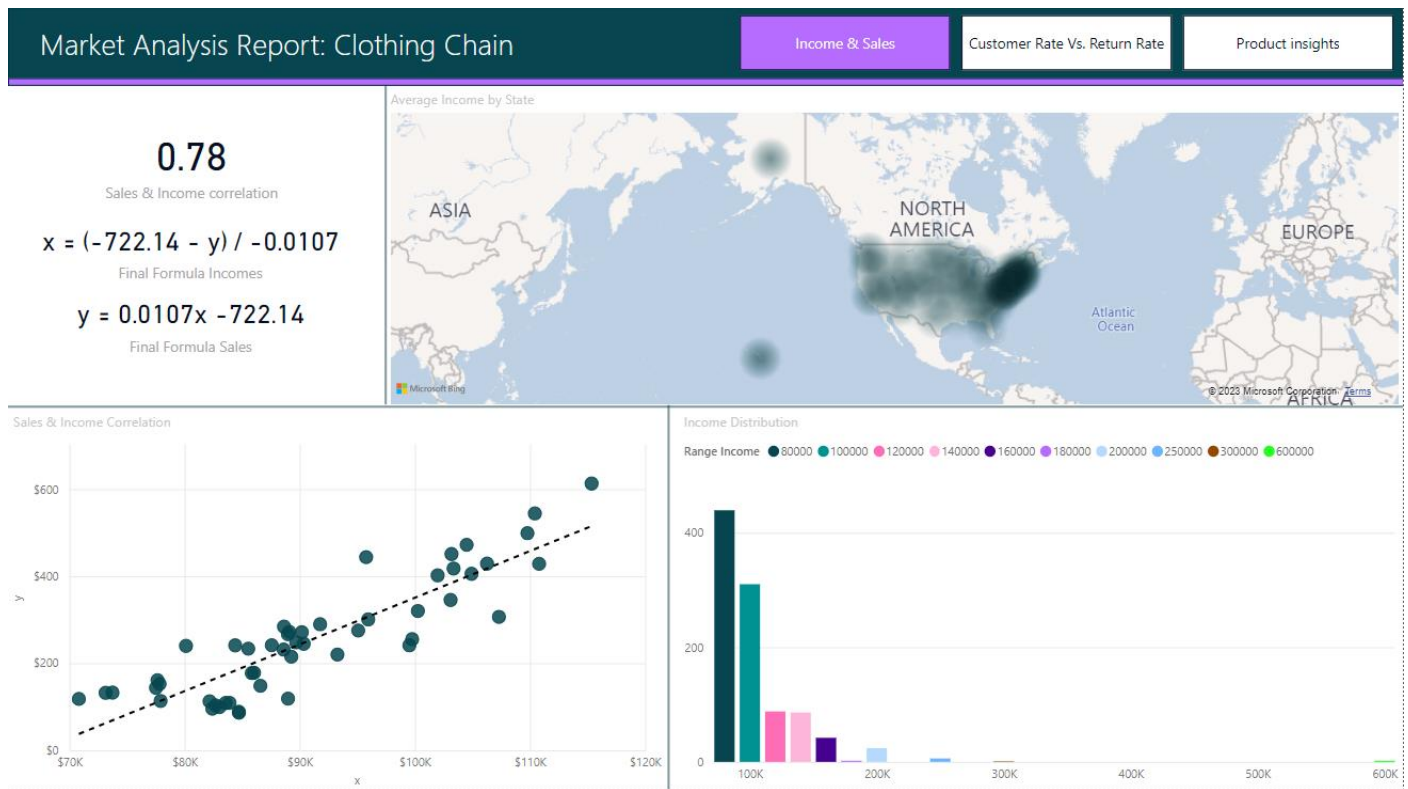 Market Analysis Report: Clothing Chain
Income & Sales
Customer Rate Vs. Return Rate
Product insights
0.78
Sales & Income correlation
x = (-722.14 - y) / -0.0107
Final Formula Incomes
y = 0.0107x -722.14
Final Formula Sales
Average Income by State
ASIA
NORTH
AMERICA
EUROPE
Atlantic
Ocean
AFRICA
Microsoft Bing
© 2023 Microsoft Corporation Terms
Sales & Income Correlation
$600
$400
$200
$0
y
$70K $80K $90K $100K $110K $120K
x
Income Distribution
Range Income 80000 100000 120000 140000 160000 180000 200000 250000 300000 600000
400
200
0
100K 200K 300K 400K 500K 600K